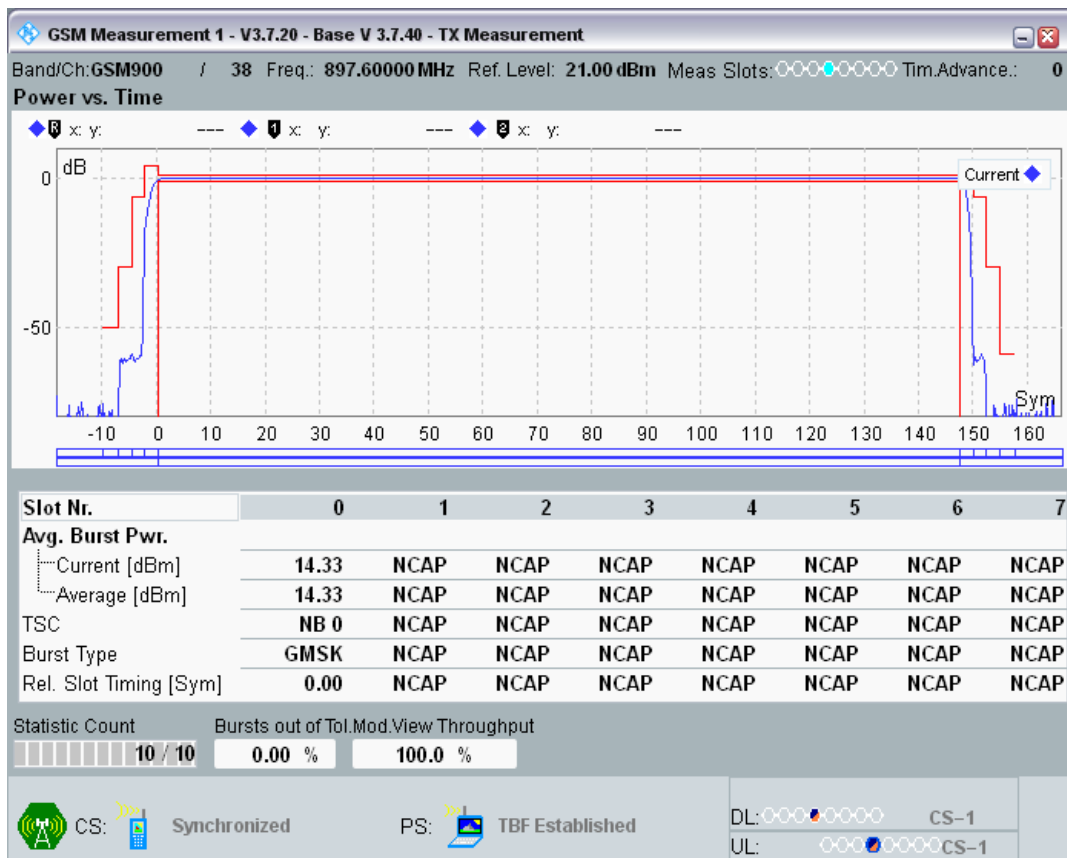 GSM Measurement 1 - V3.7.20 - Base V 3.7.40 - TX Measurement
Band/Ch:GSM900 / 38 Freq.: 897.60000 MHz Ref. Level: 21.00 dBm Meas Slots: Tim.Advance.: 0
Power vs. Time
R x: y: --- 1 x: y: --- 2 x: y: ---
dB
Current
0
-50
Sym
-10 0 10 20 30 40 50 60 70 80 90 100 110 120 130 140 150 160
Slot Nr. 0 1 2 3 4 5 6 7
Avg. Burst Pwr.
Current [dBm] 14.33 NCAP NCAP NCAP NCAP NCAP NCAP NCAP
Average [dBm] 14.33 NCAP NCAP NCAP NCAP NCAP NCAP NCAP
TSC NB 0 NCAP NCAP NCAP NCAP NCAP NCAP NCAP
Burst Type GMSK NCAP NCAP NCAP NCAP NCAP NCAP NCAP
Rel. Slot Timing [Sym] 0.00 NCAP NCAP NCAP NCAP NCAP NCAP NCAP
Statistic Count Bursts out of Tol.Mod.View Throughput
10 / 10 0.00 % 100.0 %
CS: Synchronized PS: TBF Established
DL: CS-1
UL: CS-1